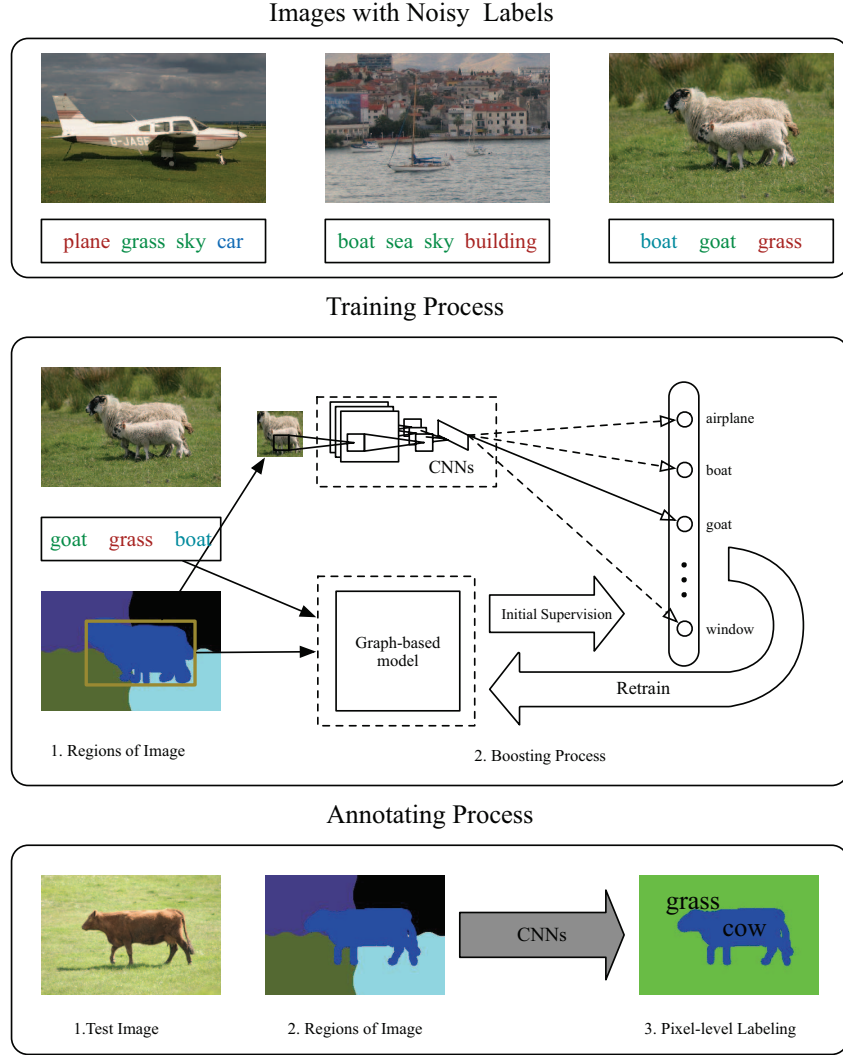 Images with Noisy Labels
G-JASF
plane grass sky car
boat sea sky building
boat goat grass
Training Process
airplane
CNNs
boat
goat grass boat
goat
Graph-based
model
Initial Supervision
window
Retrain
1. Regions of Image
2. Boosting Process
Annotating Process
grass
cow
CNNs
1.Test Image
2. Regions of Image
3. Pixel-level Labeling